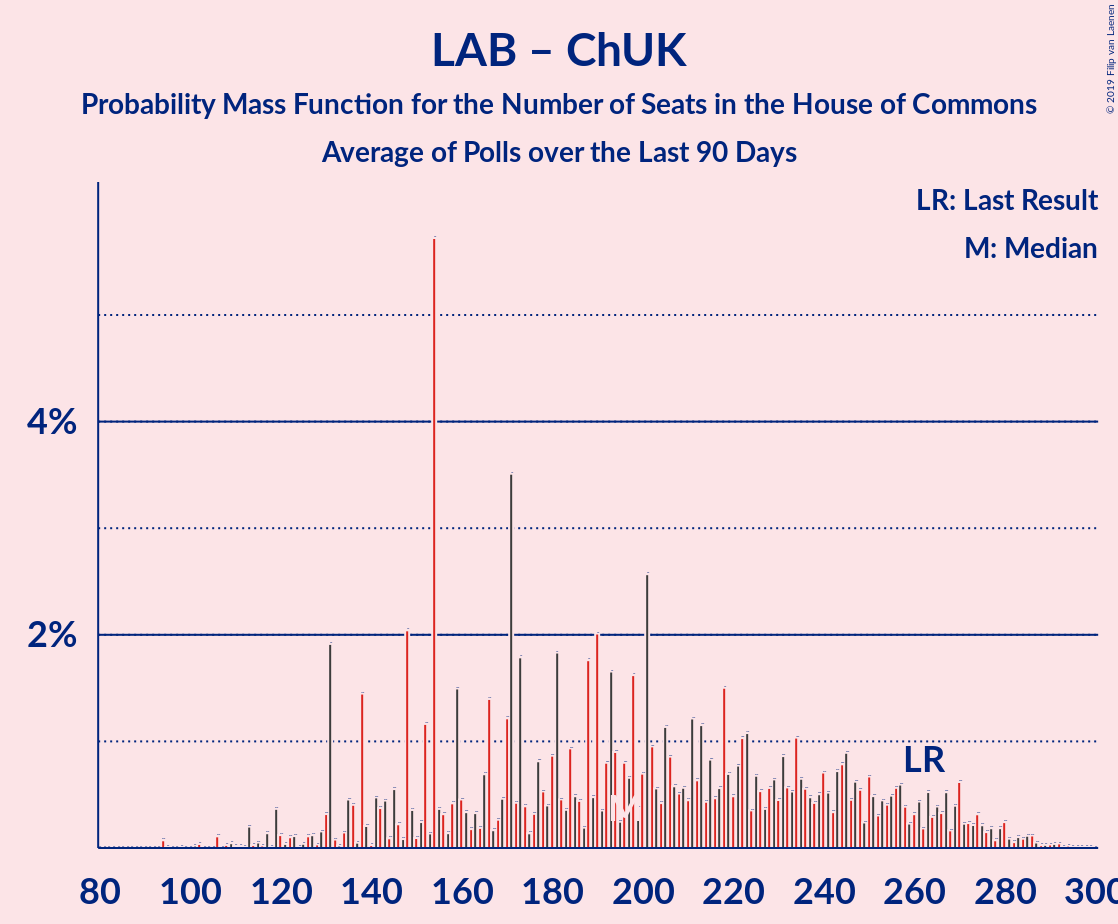 LAB – ChUK
Probability Mass Function for the Number of Seats in the House of Commons
Average of Polls over the Last 90 Days
© 2019 Filip van Laenen
LR: Last Result
M: Median
4%
2%
LR
M
80 100 120 140 160 180 200 220 240 260 280 300